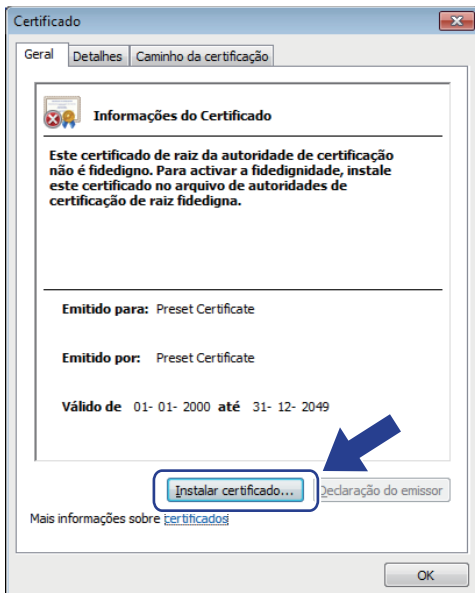 Certificado
Geral Detalhes Caminho da certificação
Informações do Certificado
Este certificado de raiz da autoridade de certificação
não é fidedigno. Para activar a fidedignidade, instale
este certificado no arquivo de autoridades de
certificação de raiz fidedigna.
Emitido para: Preset Certificate
Emitido por: Preset Certificate
Válido de 01- 01- 2000 até 31- 12- 2049
Instalar certificado... Declaração do emissor
Mais informações sobre certificados
OK